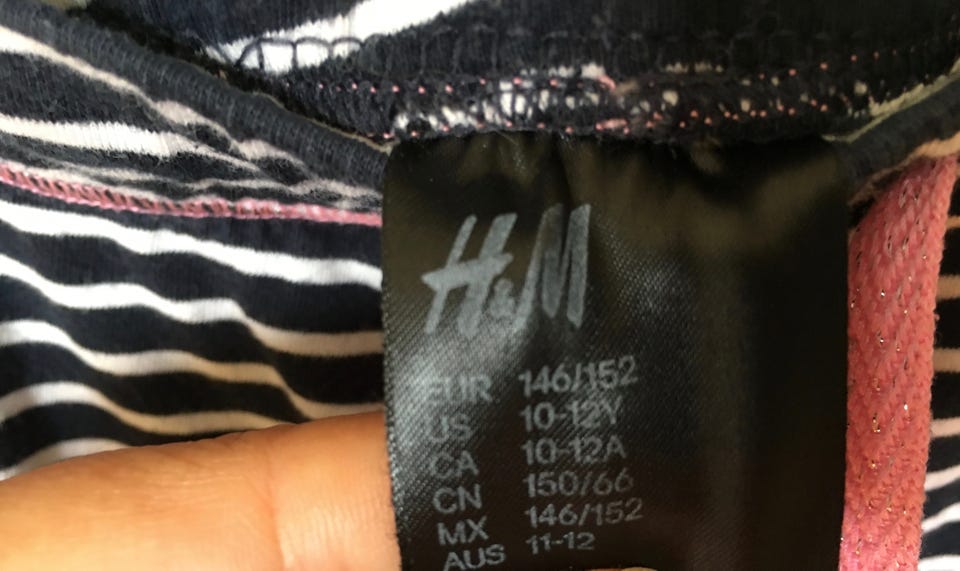 H&M
EUR 146/152
US 10-12Y
CA 10-12A
CN 150/66
MX 146/152
AUS 11-12